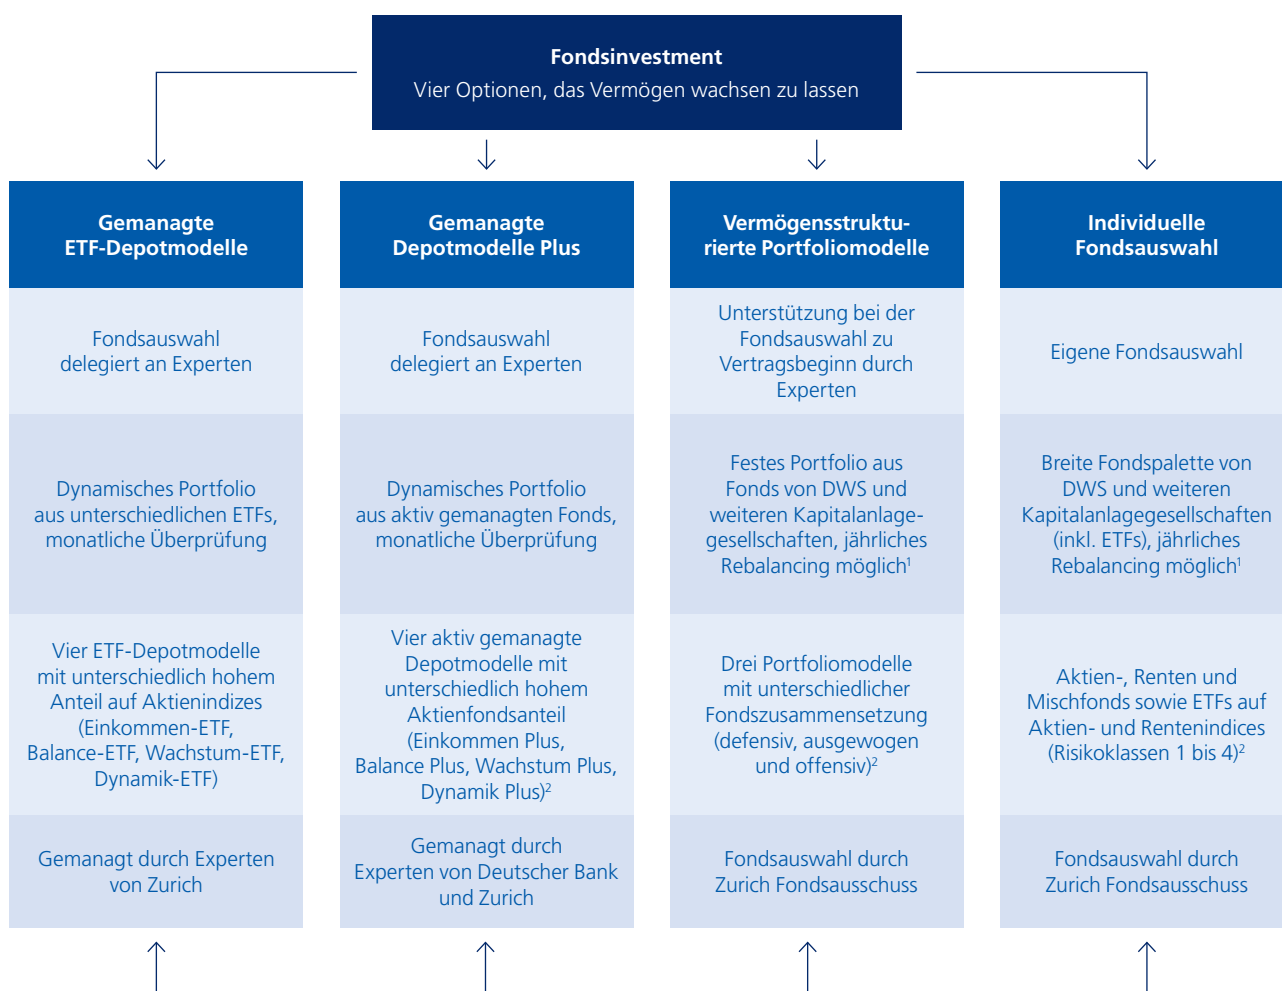 Fondsinvestment
Vier Optionen, das Vermögen wachsen zu lassen
Gemanagte
ETF-Depotmodelle
Fondsauswahl
delegiert an Experten
Dynamisches Portfolio
aus unterschiedlichen ETFs,
monatliche Überprüfung
Vier ETF-Depotmodelle
mit unterschiedlich hohem
Anteil auf Aktienindizes
(Einkommen-ETF,
Balance-ETF, Wachstum-ETF,
Dynamik-ETF)
Gemanagt durch Experten
von Zurich
Gemanagte
Depotmodelle Plus
Fondsauswahl
delegiert an Experten
Dynamisches Portfolio
aus aktiv gemanagten Fonds,
monatliche Überprüfung
Vier aktiv gemanagte
Depotmodelle mit
unterschiedlich hohem
Aktienfondsanteil
(Einkommen Plus,
Balance Plus, Wachstum Plus,
Dynamik Plus)²
Gemanagt durch
Experten von Deutscher Bank
und Zurich
Vermögensstruktu-
rierte Portfoliomodelle
Unterstützung bei der
Fondsauswahl zu
Vertragsbeginn durch
Experten
Festes Portfolio aus
Fonds von DWS und
weiteren Kapitalanlage-
gesellschaften, jährliches
Rebalancing möglich¹
Drei Portfoliomodelle
mit unterschiedlicher
Fondszusammensetzung
(defensiv, ausgewogen
und offensiv)²
Fondsauswahl durch
Zurich Fondsausschuss
Individuelle
Fondsauswahl
Eigene Fondsauswahl
Breite Fondspalette von
DWS und weiteren
Kapitalanlagegesellschaften
(inkl. ETFs), jährliches
Rebalancing möglich¹
Aktien-, Renten und
Mischfonds sowie ETFs auf
Aktien- und Rentenindices
(Risikoklassen 1 bis 4)²
Fondsauswahl durch
Zurich Fondsausschuss